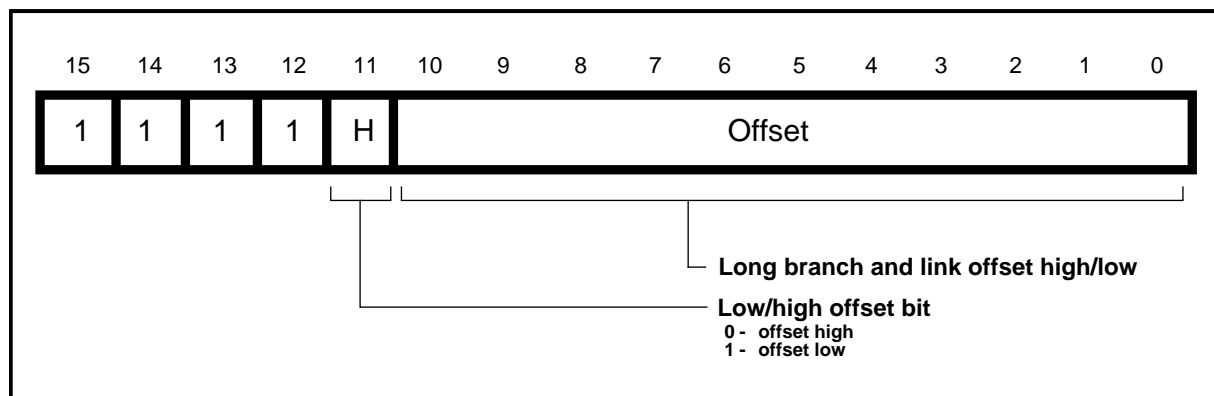 15 14 13 12 11 10 9 8 7 6 5 4 3 2 1 0
1 1 1 1 H Offset
Long branch and link offset high/low
Low/high offset bit
0 - offset high
1 - offset low